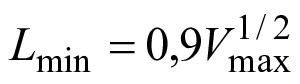 L_min = 0,9V_max^1/2